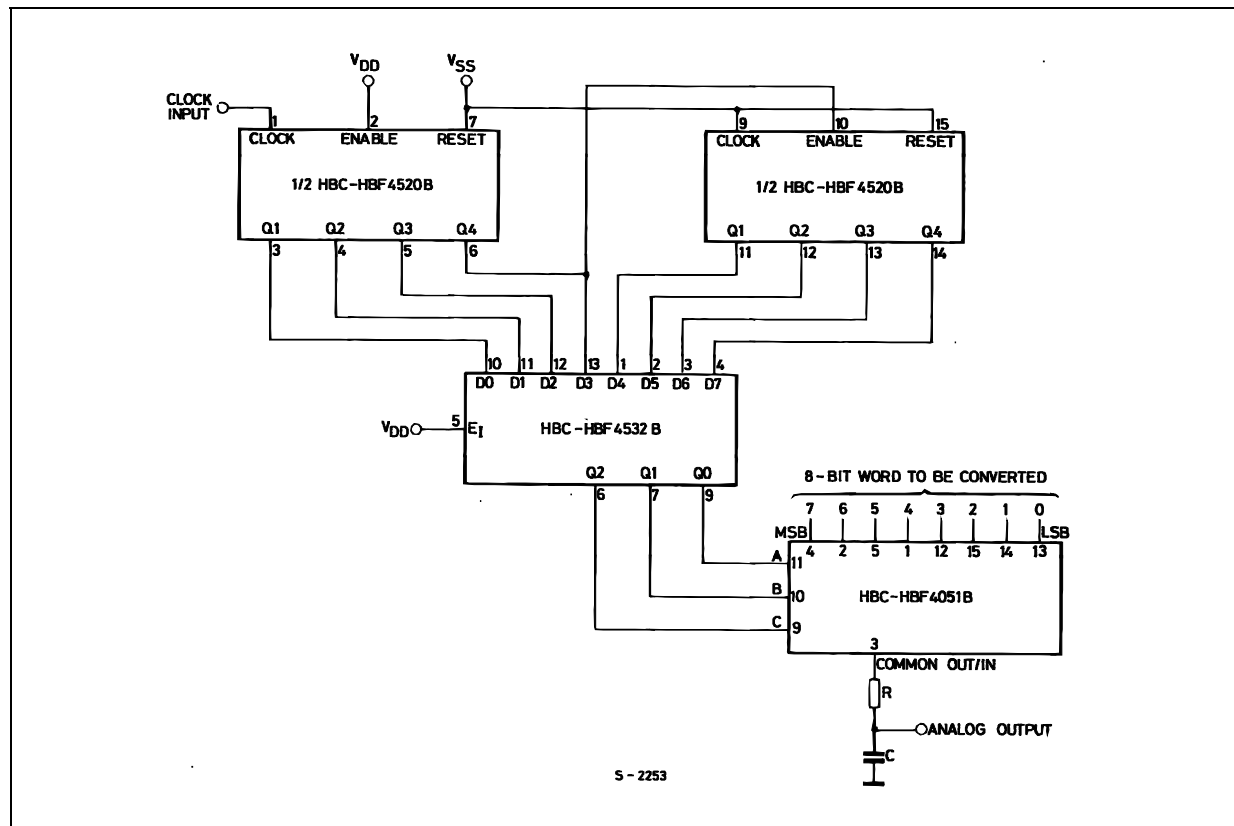 VDD
VSS
CLOCK INPUT
1 2 7
CLOCK ENABLE RESET
1/2 HBC-HBF4520B
Q1 Q2 Q3 Q4
3 4 5 6
9 10 15
CLOCK ENABLE RESET
1/2 HBC-HBF4520B
Q1 Q2 Q3 Q4
11 12 13 14
10 11 12 13 1 2 3 4
D0 D1 D2 D3 D4 D5 D6 D7
VDD 5 EI
HBC-HBF4532B
Q2 Q1 Q0
6 7 9
8-BIT WORD TO BE CONVERTED
7 6 5 4 3 2 1 0
MSB LSB
4 2 5 1 12 15 14 13
A 11
B 10
C 9
HBC-HBF4051B
3
COMMON OUT/IN
R
ANALOG OUTPUT
C
S-2253